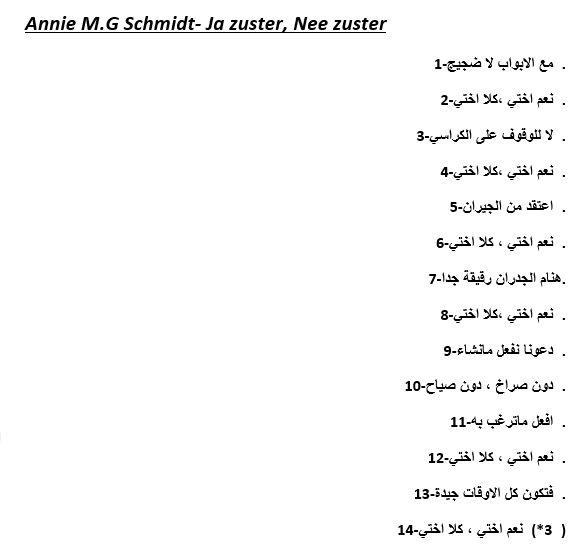 Annie M.G Schmidt- Ja zuster, Nee zuster
. مع الابواب لا ضجيج-1
. نعم اختي ،كلا اختي-2
. لا للوقوف على الكراسي-3
. نعم اختي ،كلا اختي-4
. اعتقد من الجيران-5
. نعم اختي ، كلا اختي-6
.هنام الجدران رقيقة جدا-7
. نعم اختي ،كلا اختي-8
. دعونا نفعل مانشاء-9
. دون صراخ ، دون صياح-10
. افعل ماترغب به-11
. نعم اختي ، كلا اختي-12
. فتكون كل الاوقات جيدة-13
( 3*) نعم اختي ، كلا اختي-14